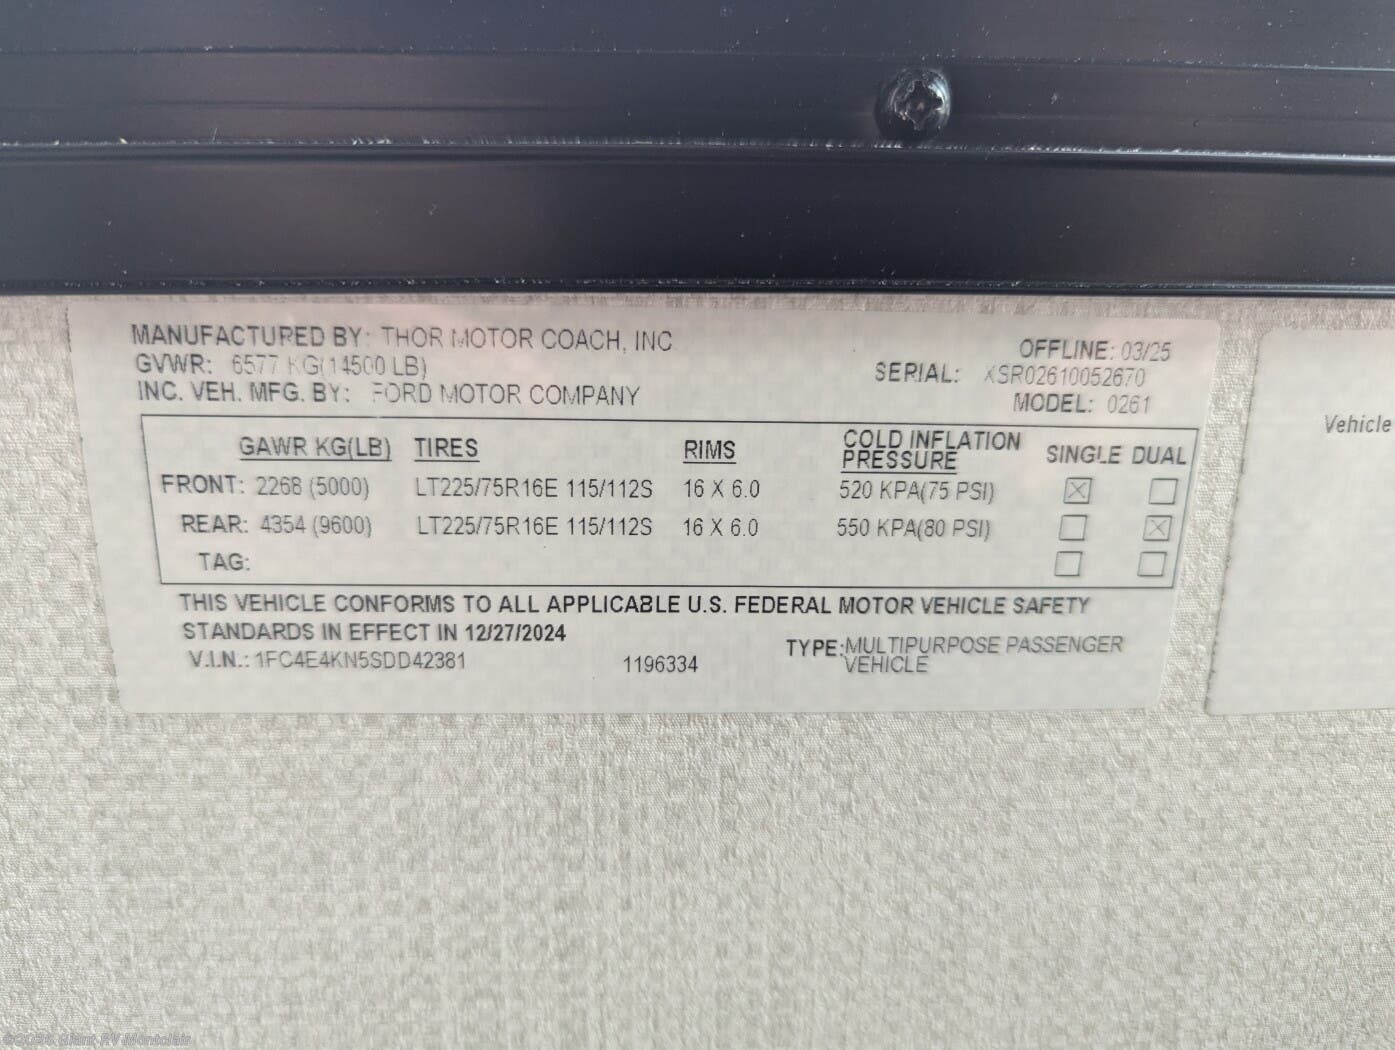 MANUFACTURED BY: THOR MOTOR COACH, INC
OFFLINE: 03/25
GVWR: 6577 KG(14500 LB)
SERIAL: XSR02610052670
INC. VEH. MFG. BY: FORD MOTOR COMPANY
MODEL: 0261
GAWR KG(LB) TIRES RIMS COLD INFLATION PRESSURE SINGLE DUAL
FRONT: 2268 (5000) LT225/75R16E 115/112S 16 X 6.0 520 KPA(75 PSI) ☒ ☐
REAR: 4354 (9600) LT225/75R16E 115/112S 16 X 6.0 550 KPA(80 PSI) ☐ ☒
TAG: ☐ ☐
THIS VEHICLE CONFORMS TO ALL APPLICABLE U.S. FEDERAL MOTOR VEHICLE SAFETY
STANDARDS IN EFFECT IN 12/27/2024
V.I.N.: 1FC4E4KN5SDD42381
1196334
TYPE:MULTIPURPOSE PASSENGER
VEHICLE
Vehicle
Giant RV Montclair